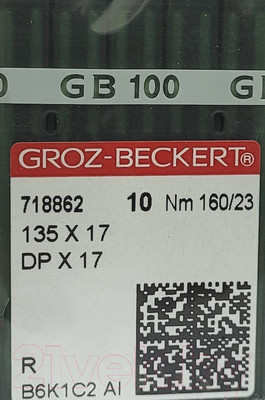 GB 100
GROZ-BECKERT®
718862 10 Nm 160/23
135 X 17
DP X 17
R
B6K1C2 AI